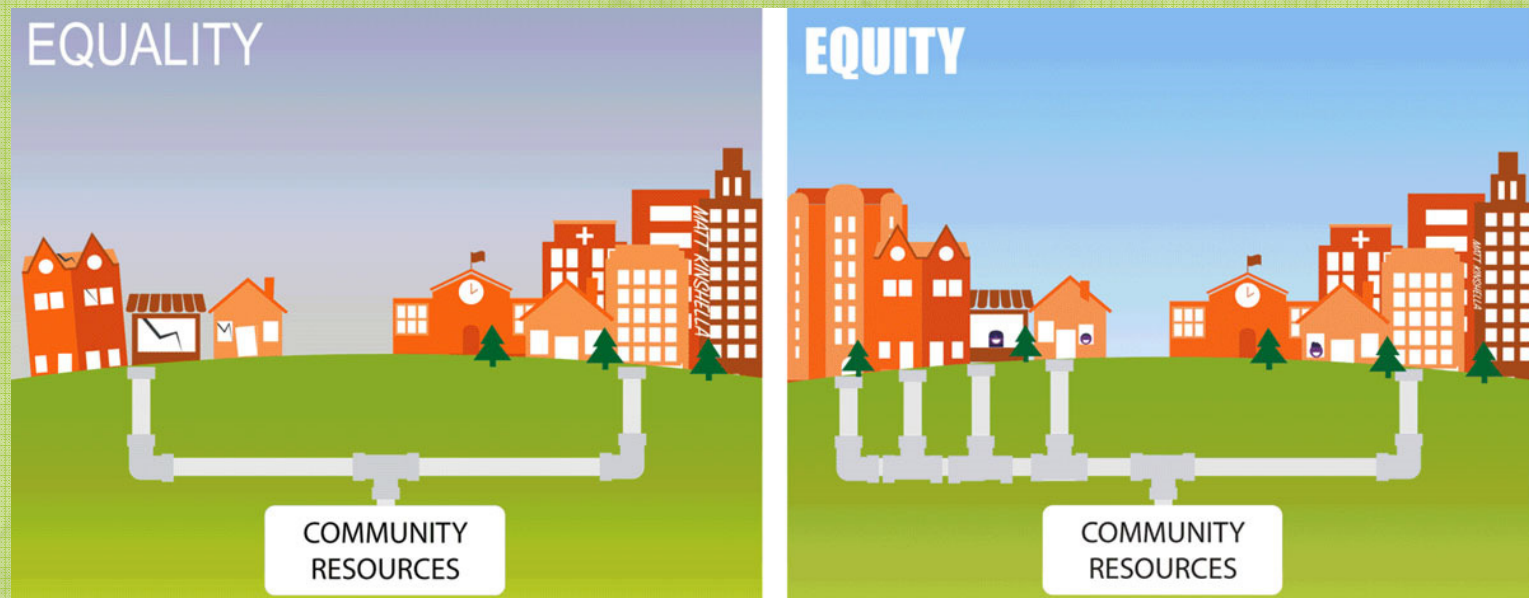 EQUALITY
MATT KINSHELLA
COMMUNITY
RESOURCES
EQUITY
MATT KINSHELLA
COMMUNITY
RESOURCES